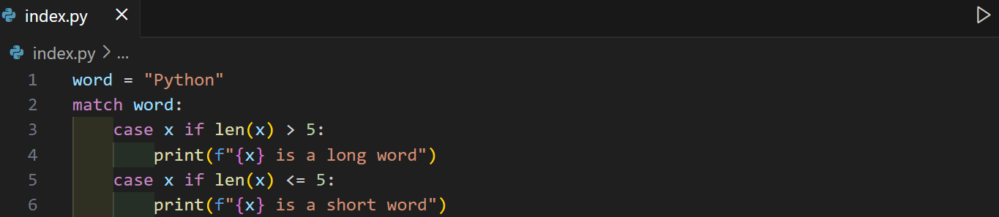 index.py
index.py > ...
1 word = "Python"
2 match word:
3     case x if len(x) > 5:
4         print(f"{x} is a long word")
5     case x if len(x) <= 5:
6         print(f"{x} is a short word")